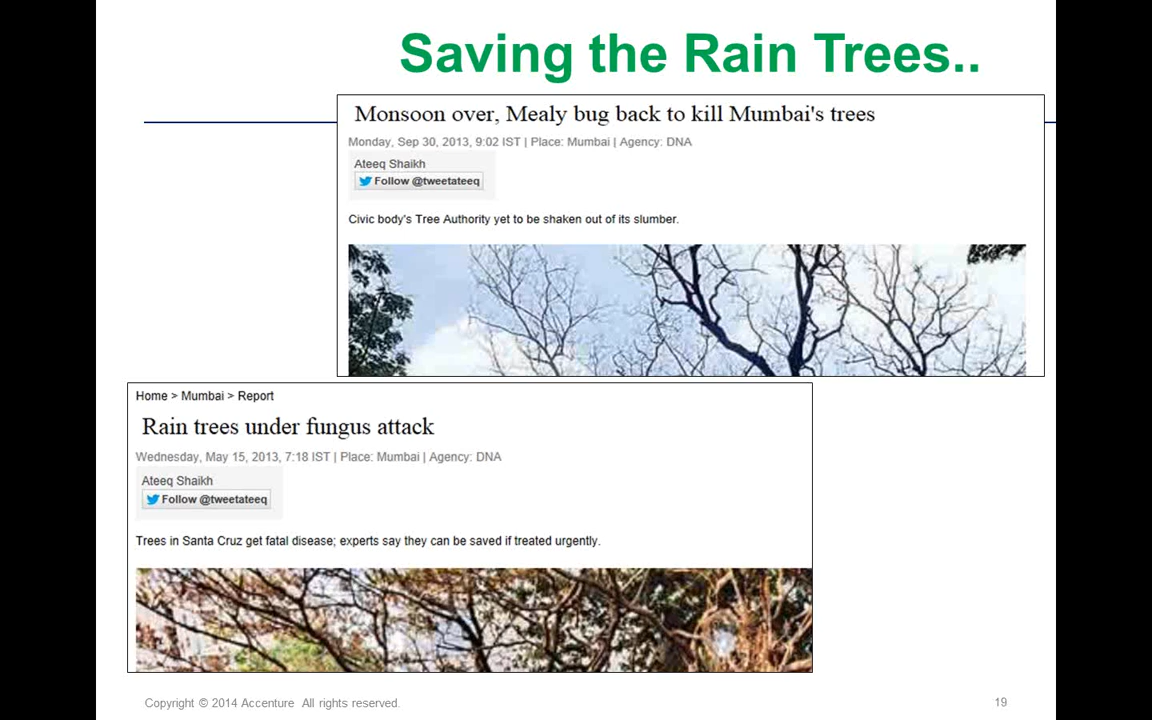 Saving the Rain Trees..
Monsoon over, Mealy bug back to kill Mumbai's trees
Monday, Sep 30, 2013, 9:02 IST | Place: Mumbai | Agency: DNA
Ateeq Shaikh
Follow @tweetateeq
Civic body's Tree Authority yet to be shaken out of its slumber.
Home > Mumbai > Report
Rain trees under fungus attack
Wednesday, May 15, 2013, 7:18 IST | Place: Mumbai | Agency: DNA
Ateeq Shaikh
Follow @tweetateeq
Trees in Santa Cruz get fatal disease; experts say they can be saved if treated urgently.
Copyright © 2014 Accenture All rights reserved.
19